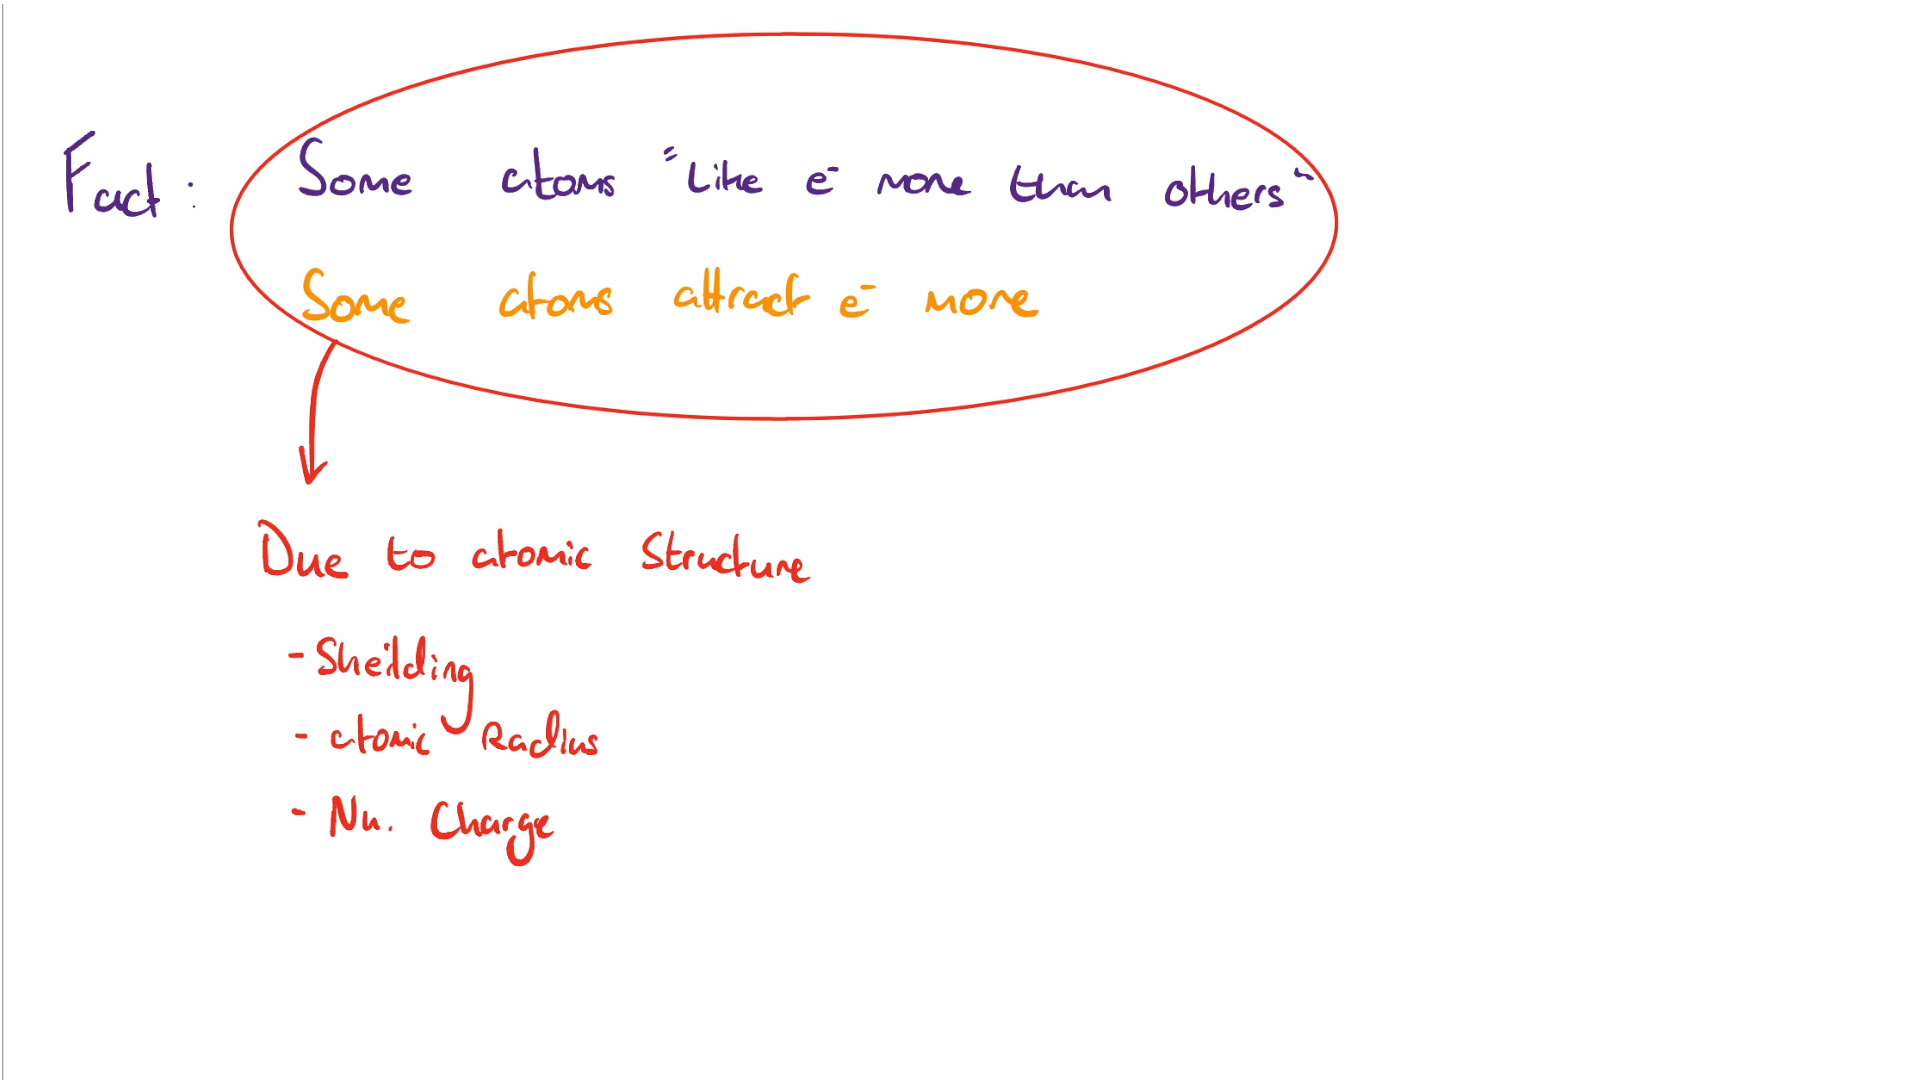 Fact: Some atoms "Like e⁻ more than others"
Some atoms attract e⁻ more
Due to atomic Structure
- Sheilding
- atomic Radius
- Nu. Charge